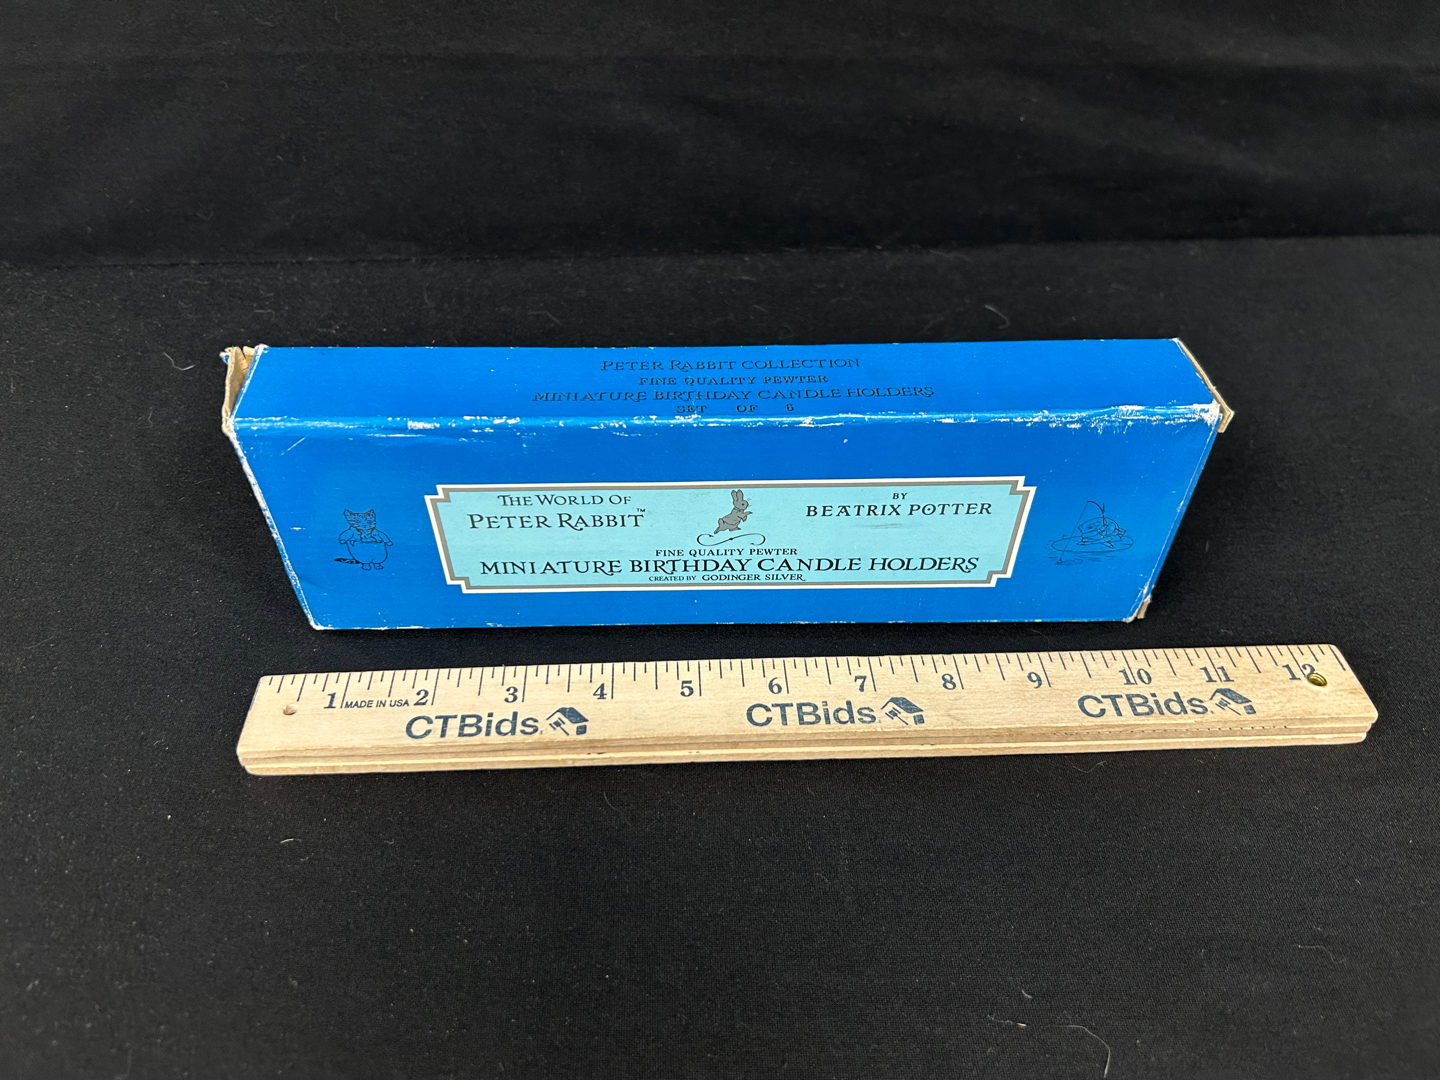 PETER RABBIT COLLECTION
FINE QUALITY PEWTER
MINIATURE BIRTHDAY CANDLE HOLDERS
SET OF
THE WORLD OF
PETER RABBIT™
BY
BEATRIX POTTER
FINE QUALITY PEWTER
MINIATURE BIRTHDAY CANDLE HOLDERS
CREATED BY GODINGER SILVER
1 2 3 4 5 6 7 8 9 10 11 12
MADE IN USA
CTBids CTBids CTBids